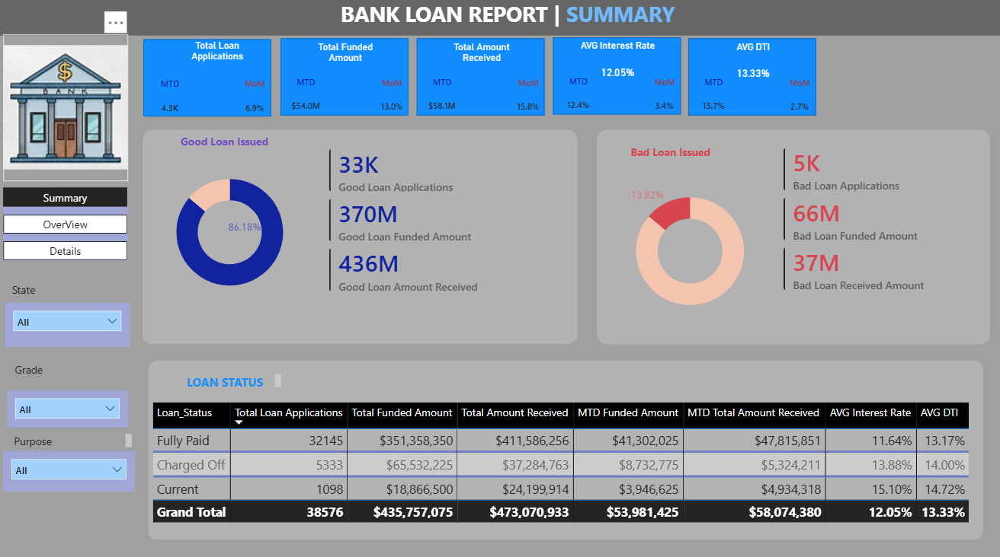 BANK LOAN REPORT | SUMMARY
...
$
BANK
Total Loan
Applications
MTD MoM
4.3K 6.9%
Total Funded
Amount
MTD MoM
$54.0M 13.0%
Total Amount
Received
MTD MoM
$58.1M 15.8%
AVG Interest Rate
12.05%
MTD MoM
12.4% 3.4%
AVG DTI
13.33%
MTD MoM
13.7% 2.7%
Summary
OverView
Details
State
All
Grade
All
Purpose
All
Good Loan Issued
86.18%
33K
Good Loan Applications
370M
Good Loan Funded Amount
436M
Good Loan Amount Received
Bad Loan Issued
13.82%
5K
Bad Loan Applications
66M
Bad Loan Funded Amount
37M
Bad Loan Received Amount
LOAN STATUS
Loan_Status Total Loan Applications Total Funded Amount Total Amount Received MTD Funded Amount MTD Total Amount Received AVG Interest Rate AVG DTI
Fully Paid 32145 $351,358,350 $411,586,256 $41,302,025 $47,815,851 11.64% 13.17%
Charged Off 5333 $65,532,225 $37,284,763 $8,732,775 $5,324,211 13.88% 14.00%
Current 1098 $18,866,500 $24,199,914 $3,946,625 $4,934,318 15.10% 14.72%
Grand Total 38576 $435,757,075 $473,070,933 $53,981,425 $58,074,380 12.05% 13.33%